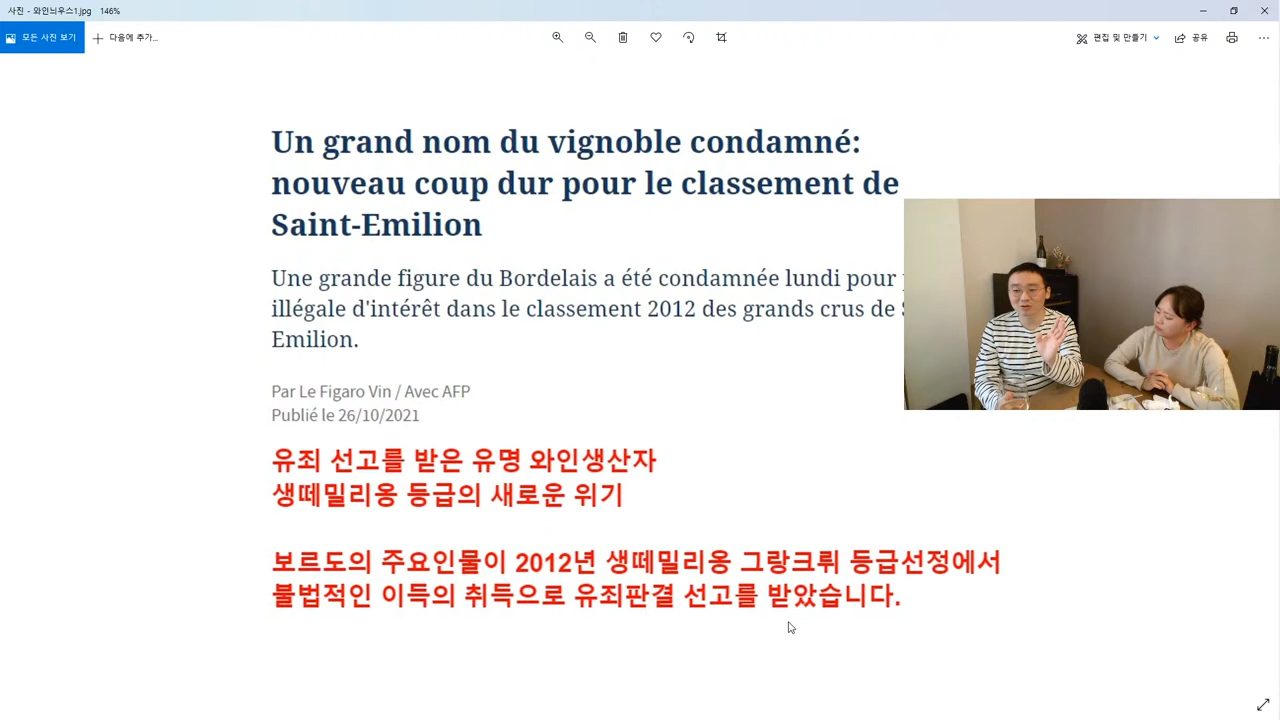 사진 - 와인늬우스1.jpg 146%
모든 사진 보기
다음에 추가...
편집 및 만들기
공유
Un grand nom du vignoble condamné:
nouveau coup dur pour le classement de
Saint-Emilion
Une grande figure du Bordelais a été condamnée lundi pour
illégale d'intérêt dans le classement 2012 des grands crus de
Emilion.
Par Le Figaro Vin / Avec AFP
Publié le 26/10/2021
유죄 선고를 받은 유명 와인생산자
생떼밀리옹 등급의 새로운 위기
보르도의 주요인물이 2012년 생떼밀리옹 그랑크뤼 등급선정에서
불법적인 이득의 취득으로 유죄판결 선고를 받았습니다.